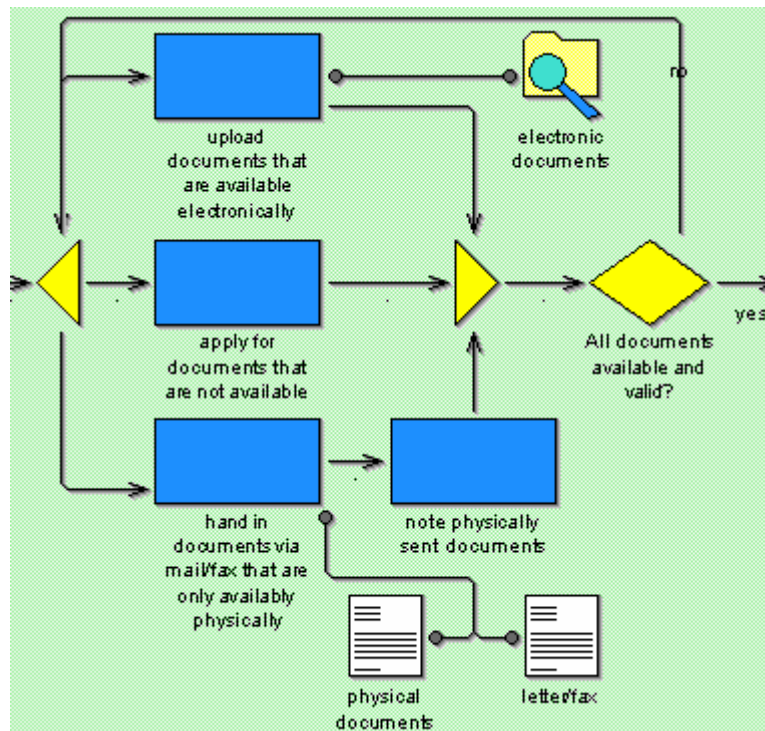 no
upload
documents that
are available
electronically
electronic
documents
apply for
documents that
are not available
yes
All documents
available and
valid?
hand in
documents via
mail/fax that are
only availably
physically
note physically
sent documents
physical
documents
letter/fax